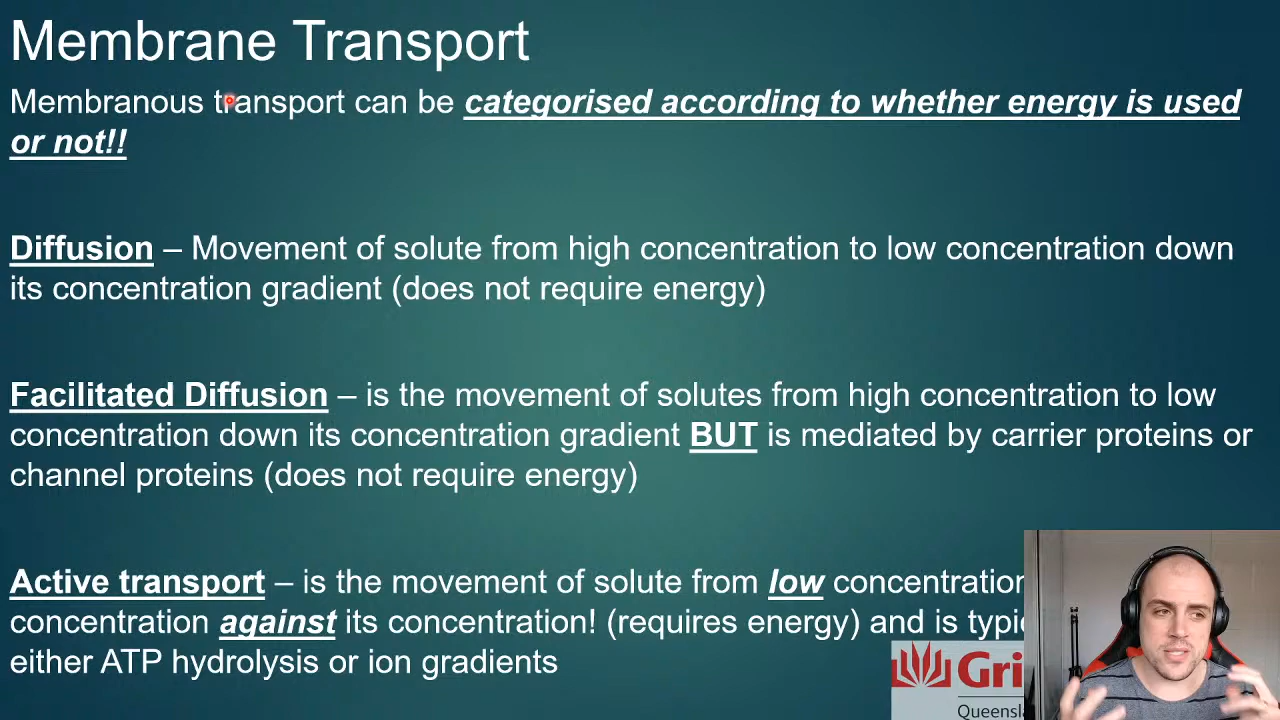 Membrane Transport
Membranous transport can be categorised according to whether energy is used
or not!!
Diffusion – Movement of solute from high concentration to low concentration down
its concentration gradient (does not require energy)
Facilitated Diffusion – is the movement of solutes from high concentration to low
concentration down its concentration gradient BUT is mediated by carrier proteins or
channel proteins (does not require energy)
Active transport – is the movement of solute from low
concentration against its concentration! (requires energy) and is
either ATP hydrolysis or ion gradients